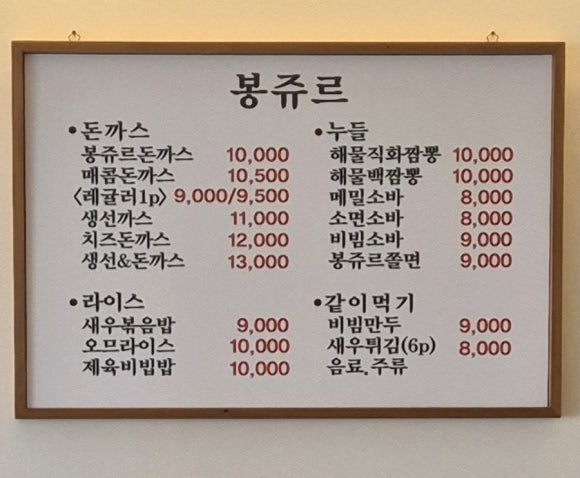 봉쥬르
•돈까스
봉쥬르돈까스 10,000
매콤돈까스 10,500
<레귤러1p> 9,000/9,500
생선까스 11,000
치즈돈까스 12,000
생선&돈까스 13,000
•누들
해물직화짬뽕 10,000
해물백짬뽕 10,000
메밀소바 8,000
소면소바 8,000
비빔소바 9,000
봉쥬르쫄면 9,000
•라이스
새우볶음밥 9,000
오므라이스 10,000
제육비빕밥 10,000
•같이먹기
비빔만두 9,000
새우튀김(6p) 8,000
음료.주류